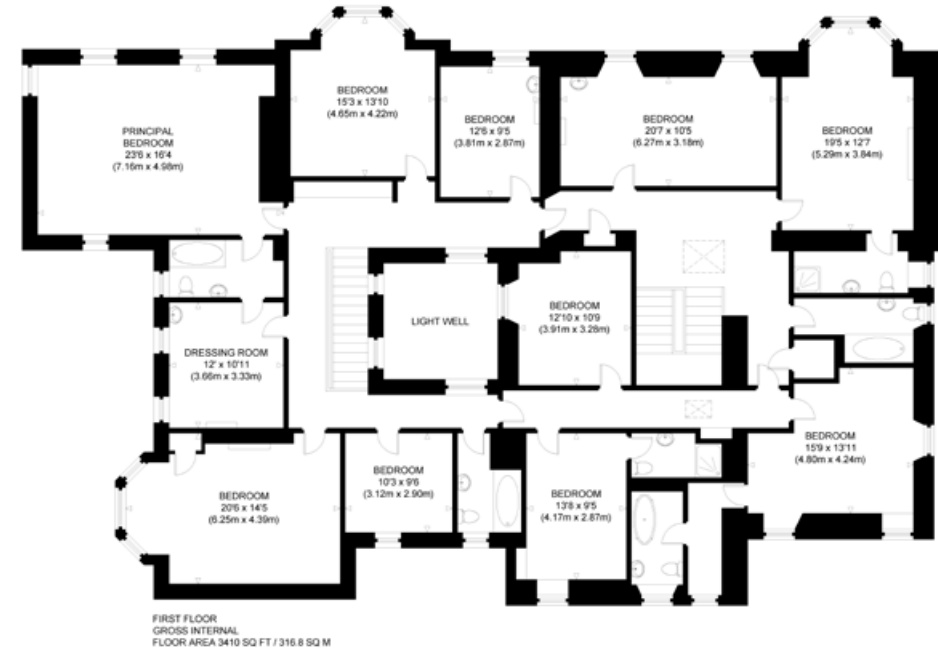 BEDROOM
15'3 x 13'10
(4.65m x 4.22m)
PRINCIPAL
BEDROOM
23'6 x 16'4
(7.16m x 4.98m)
BEDROOM
12'6 x 9'5
(3.81m x 2.87m)
BEDROOM
20'7 x 10'5
(6.27m x 3.18m)
BEDROOM
19'5 x 12'7
(5.29m x 3.84m)
BEDROOM
12'10 x 10'9
(3.91m x 3.28m)
LIGHT WELL
DRESSING ROOM
12' x 10'11
(3.66m x 3.33m)
BEDROOM
15'9 x 13'11
(4.80m x 4.24m)
BEDROOM
20'6 x 14'5
(6.25m x 4.39m)
BEDROOM
10'3 x 9'6
(3.12m x 2.90m)
BEDROOM
13'8 x 9'5
(4.17m x 2.87m)
FIRST FLOOR
GROSS INTERNAL
FLOOR AREA 3410 SQ FT / 316.8 SQ M